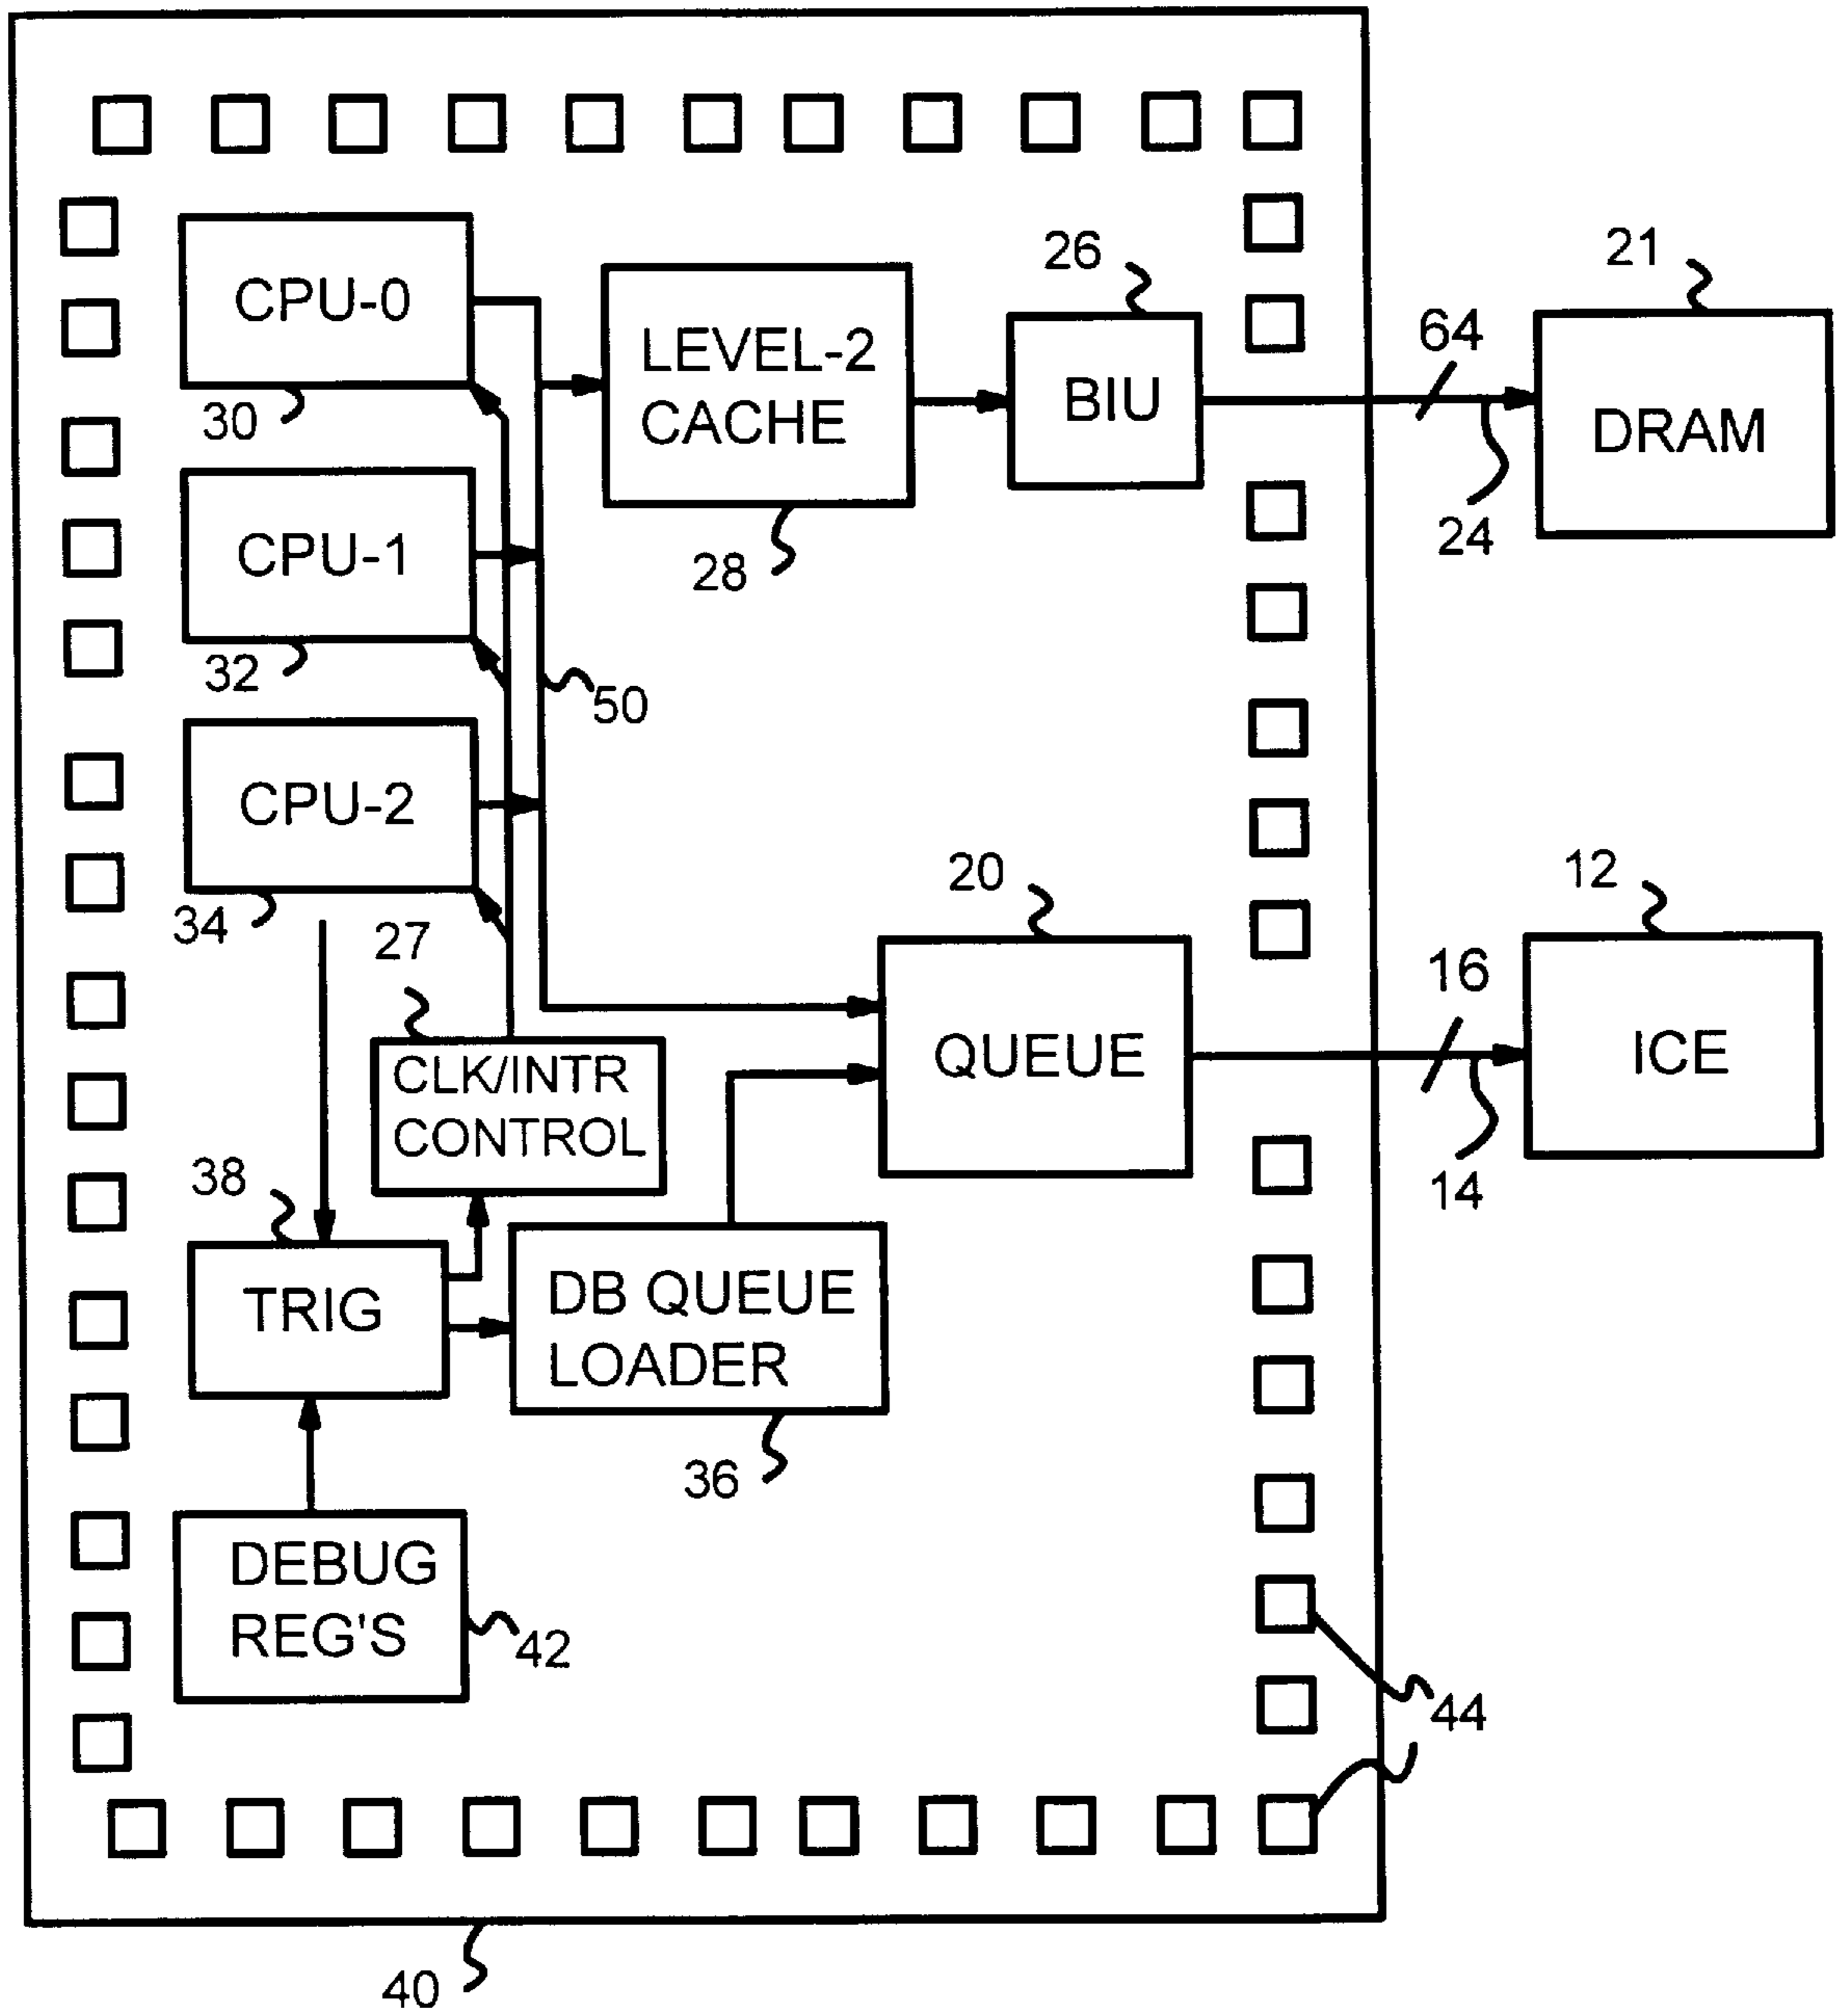 CPU-0
30
CPU-1
32
CPU-2
34
50
LEVEL-2
CACHE
28
26
BIU
64
24
21
DRAM
27
CLK/INTR
CONTROL
20
QUEUE
16
14
12
ICE
38
TRIG
DB QUEUE
LOADER
36
DEBUG
REG'S
42
44
40